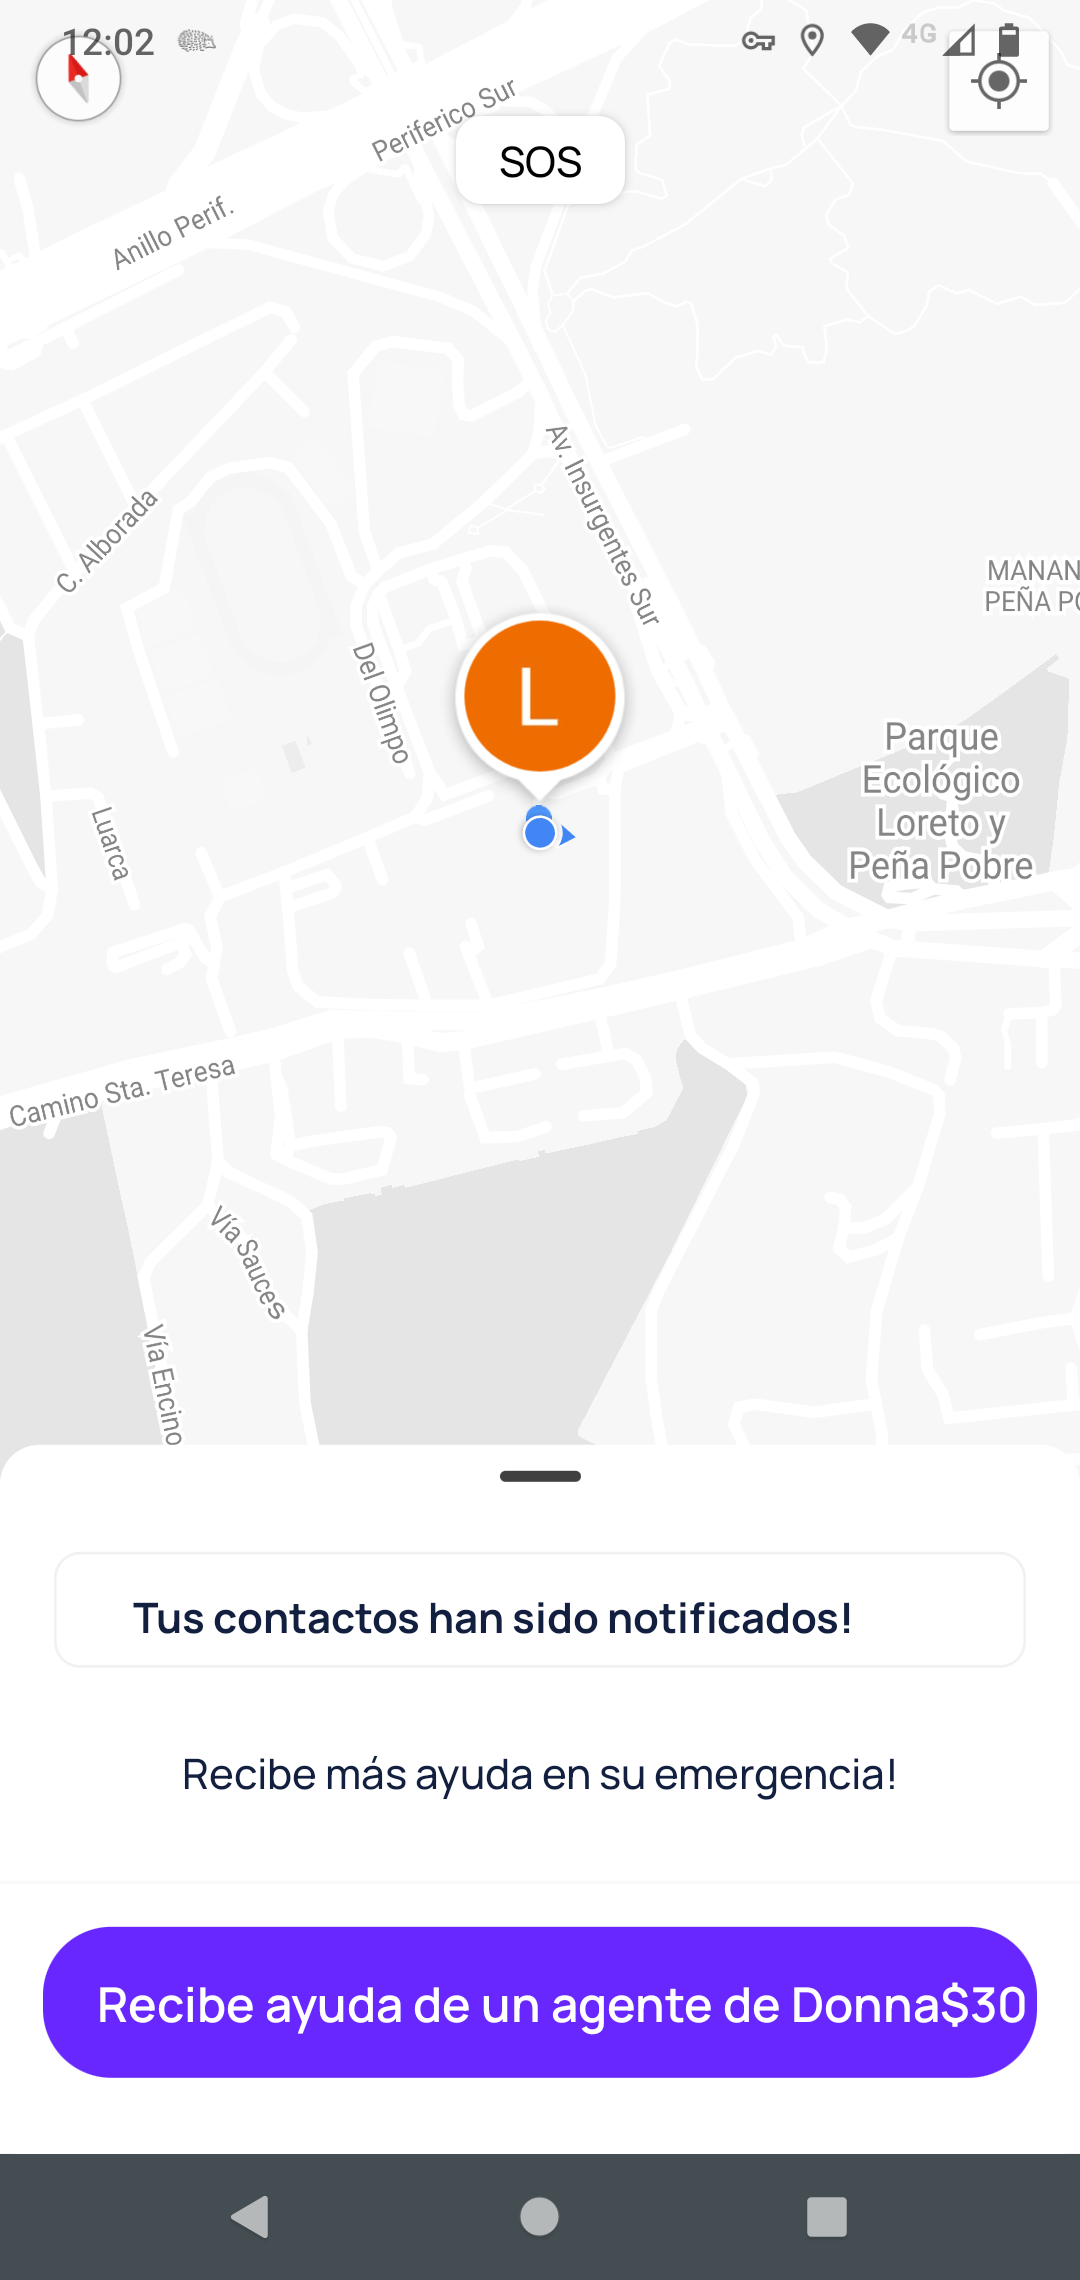 12:02
4G
Periferico Sur
SOS
Anillo Perif.
Av. Insurgentes Sur
C. Alborada
PEÑA
L
Del Olimpo
Parque
Ecológico
Loreto y
Peña Pobre
Luarca
Camino Sta. Teresa
Vía Sauces
Vía Encino
Tus contactos han sido notificados!
Recibe más ayuda en su emergencia!
Recibe ayuda de un agente de Donna$30